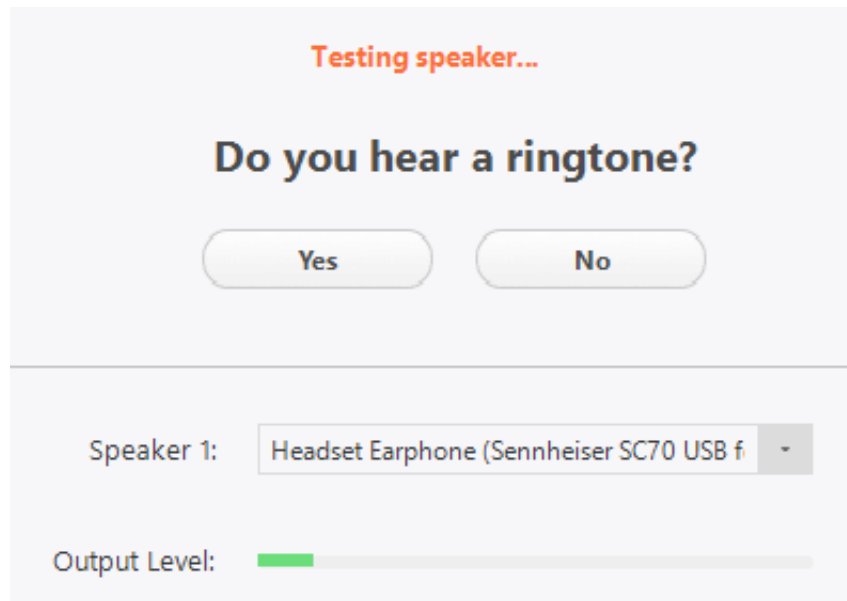 Testing speaker...
Do you hear a ringtone?
Yes No
Speaker 1: Headset Earphone (Sennheiser SC70 USB f
Output Level: